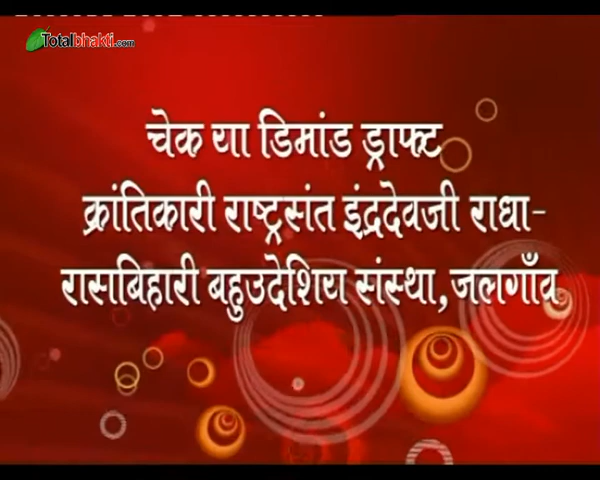 Totalbhakti.com
चेक या डिमांड ड्राफ्ट
क्रांतिकारी राष्ट्रसंत इंद्रदेवजी राधा-
रासबिहारी बहुउदेशिय संस्था, जलगाँव